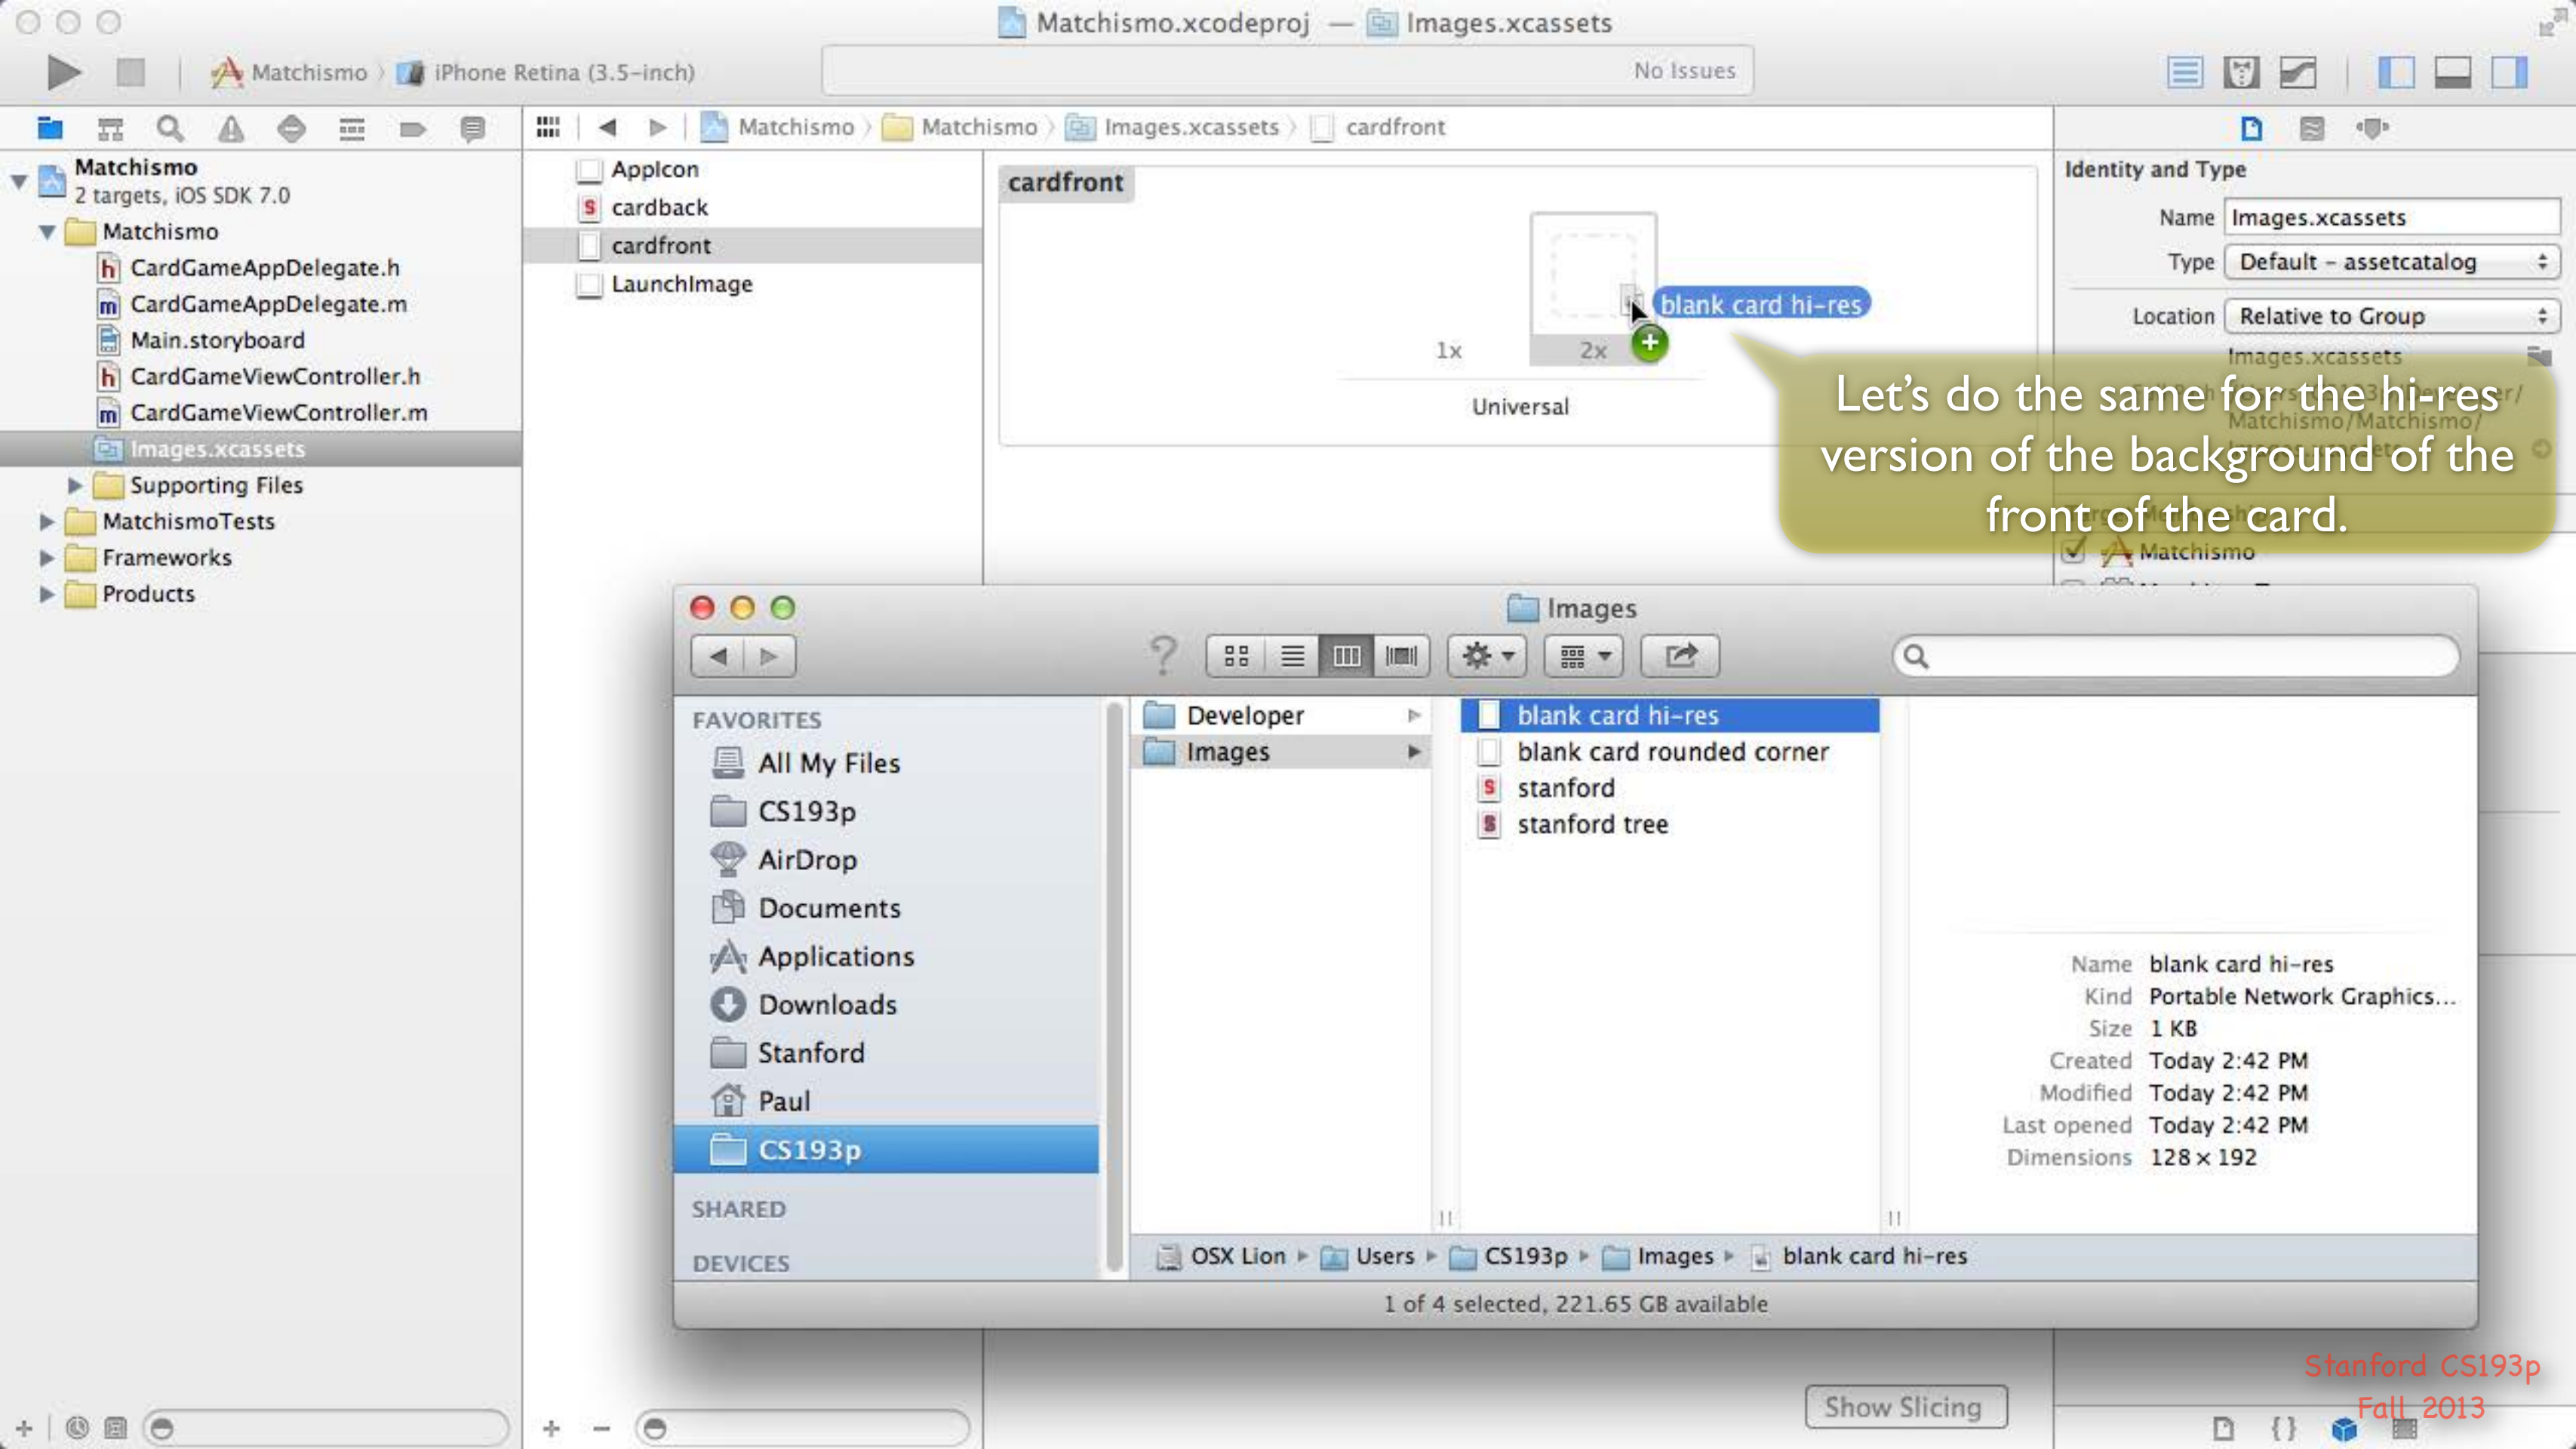 Matchismo.xcodeproj — Images.xcassets
Matchismo iPhone Retina (3.5-inch)
No Issues
Matchismo Matchismo Images.xcassets cardfront
Matchismo
2 targets, iOS SDK 7.0
Matchismo
CardGameAppDelegate.h
CardGameAppDelegate.m
Main.storyboard
CardGameViewController.h
CardGameViewController.m
Images.xcassets
Supporting Files
MatchismoTests
Frameworks
Products
AppIcon
cardback
cardfront
LaunchImage
cardfront
blank card hi-res
1x 2x
Universal
Identity and Type
Name Images.xcassets
Type Default - assetcatalog
Location Relative to Group
Images.xcassets
Matchismo/Matchismo/
Let's do the same for the hi-res
version of the background of the
front of the card.
Matchismo
Images
FAVORITES
All My Files
CS193p
AirDrop
Documents
Applications
Downloads
Stanford
Paul
CS193p
SHARED
DEVICES
Developer
Images
blank card hi-res
blank card rounded corner
stanford
stanford tree
Name blank card hi-res
Kind Portable Network Graphics...
Size 1 KB
Created Today 2:42 PM
Modified Today 2:42 PM
Last opened Today 2:42 PM
Dimensions 128 × 192
OSX Lion Users CS193p Images blank card hi-res
1 of 4 selected, 221.65 GB available
Show Slicing
Stanford CS193p
Fall 2013